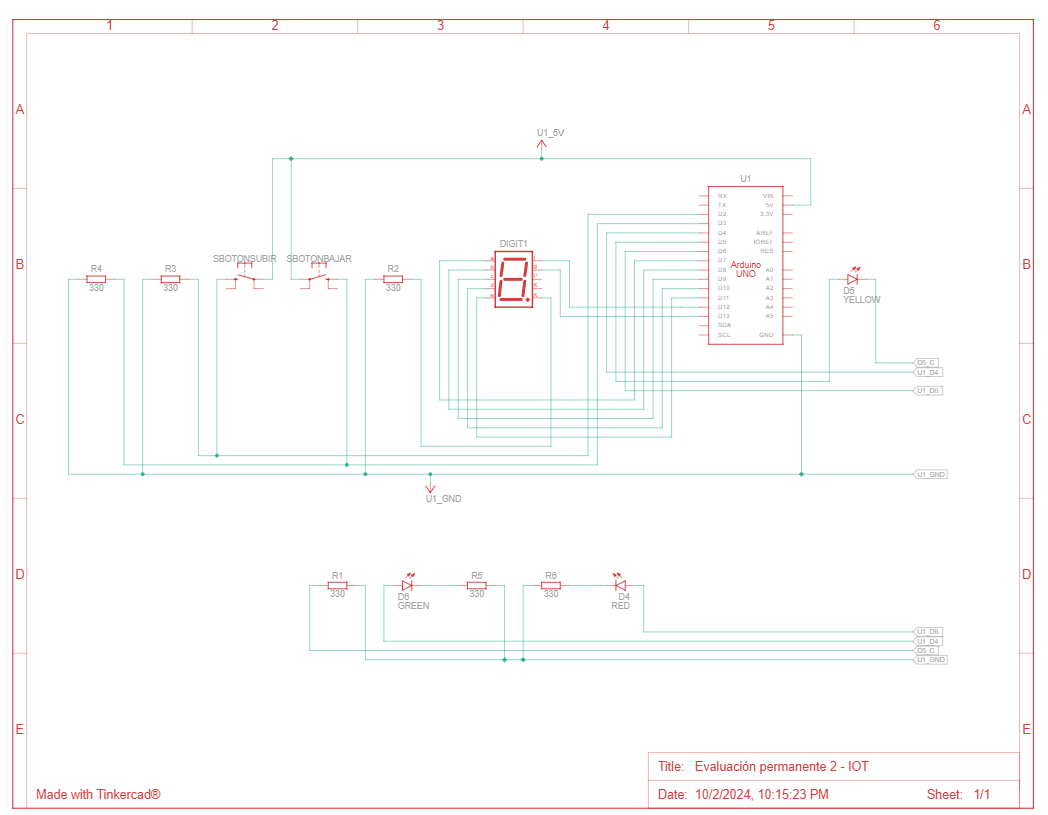 1 2 3 4 5 6
A A
U1_5V
U1
RX VIN
TX 5V
D2 3.3V
D3
D4 AREF
D5 IOREF
D6 RES
D7
D8 A0
D9 A1
D10 A2
D11 A3
D12 A4
D13 A5
SDA
SCL GND
Arduino
UNO
DIGIT1
B B
SBOTONSUBIR SBOTONBAJAR
R4 R3 R2
330 330 330
D5
YELLOW
D5_C
U1_D4
U1_D6
C C
U1_GND
U1_GND
D D
R1 R5 R6
330 330 330
D6
GREEN
D4
RED
U1_D6
U1_D4
D5_C
U1_GND
E E
Title: Evaluación permanente 2 - IOT
Made with Tinkercad®
Date: 10/2/2024, 10:15:23 PM Sheet: 1/1